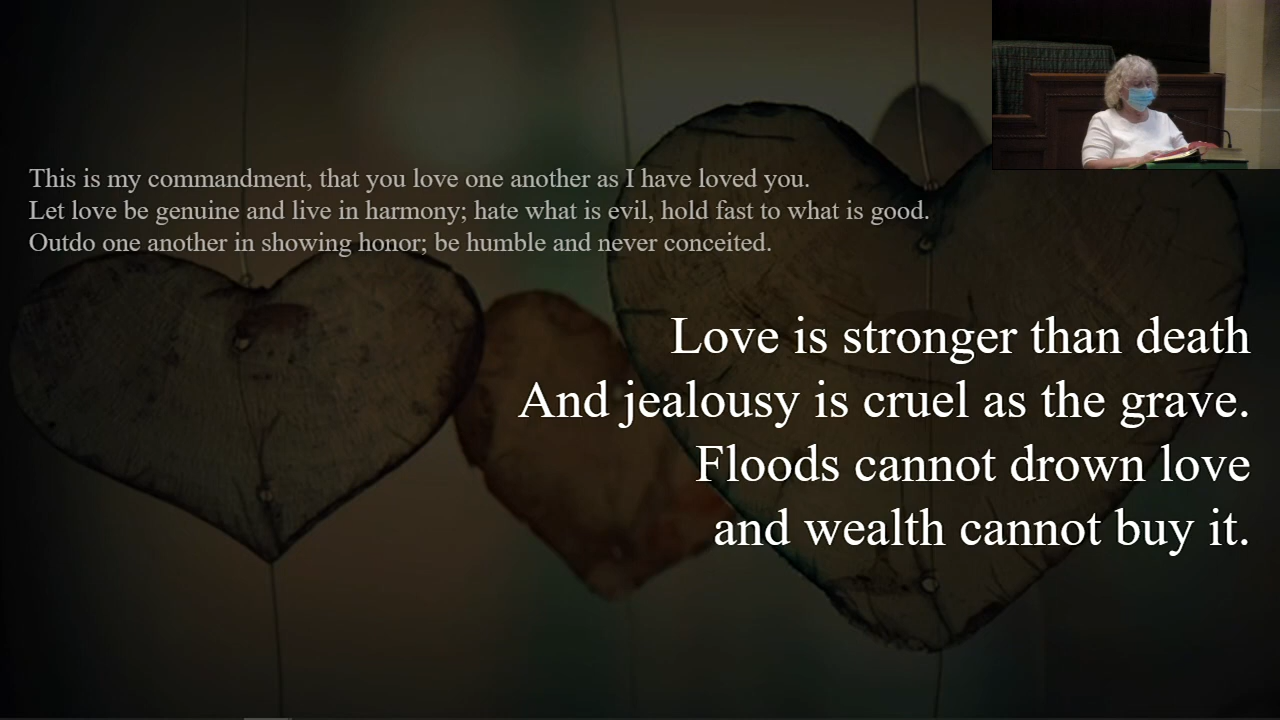 This is my commandment, that you love one another as I have loved you.
Let love be genuine and live in harmony; hate what is evil, hold fast to what is good.
Outdo one another in showing honor; be humble and never conceited.
Love is stronger than death
And jealousy is cruel as the grave.
Floods cannot drown love
and wealth cannot buy it.